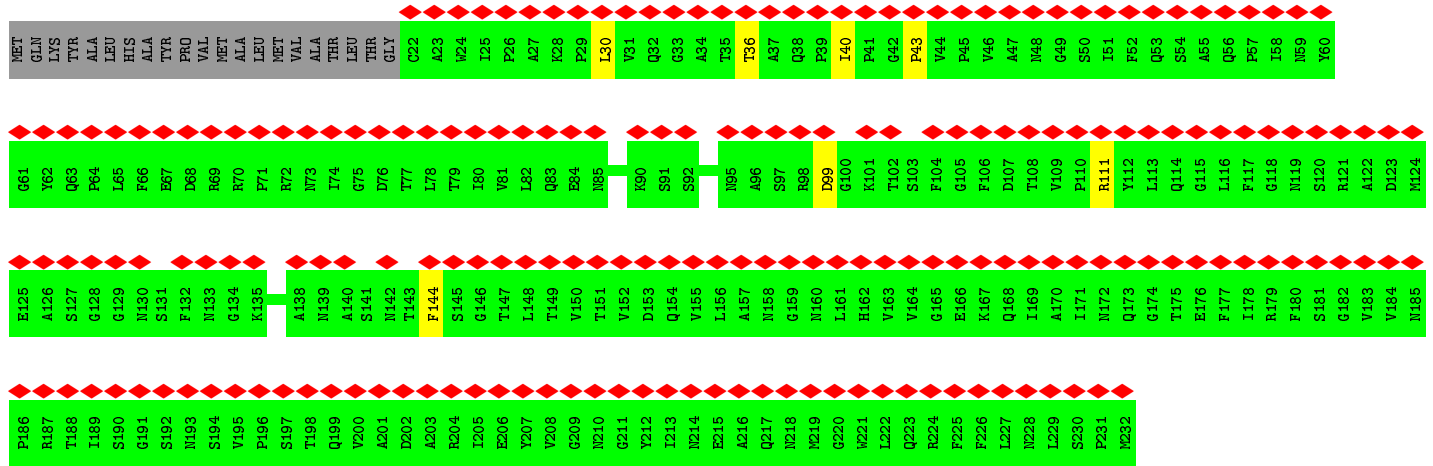 MET GLN LYS TYR ALA LEU HIS ALA TYR PRO VAL MET ALA LEU MET VAL ALA THR LEU THR GLY C22 A23 W24 I25 P26 A27 K28 P29 L30 V31 Q32 G33 A34 T35 T36 A37 Q38 P39 I40 P41 G42 P43 V44 P45 V46 A47 N48 G49 S50 I51 F52 Q53 S54 A55 Q56 P57 I58 N59 Y60
G61 Y62 Q63 P64 L65 F66 E67 D68 R69 R70 P71 R72 N73 I74 G75 D76 T77 L78 T79 I80 V81 L82 Q83 E84 N85 K90 S91 S92 N95 A96 S97 R98 D99 G100 K101 T102 S103 F104 G105 F106 D107 T108 V109 P110 R111 Y112 L113 Q114 G115 L116 F117 G118 N119 S120 R121 A122 D123 M124
E125 A126 S127 G128 G129 N130 S131 F132 N133 G134 K135 A138 N139 A140 S141 N142 T143 F144 S145 G146 T147 L148 T149 V150 T151 V152 D153 Q154 V155 L156 A157 N158 G159 N160 L161 H162 V163 V164 G165 E166 K167 Q168 I169 A170 I171 N172 Q173 G174 T175 E176 F177 I178 R179 F180 S181 G182 V183 V184 N185
P186 R187 T188 I189 S190 G191 S192 N193 S194 V195 P196 S197 T198 Q199 V200 A201 D202 A203 R204 I205 E206 Y207 V208 G209 N210 G211 Y212 I213 N214 E215 A216 Q217 N218 M219 G220 W221 L222 Q223 R224 F225 F226 L227 N228 L229 S230 P231 M232